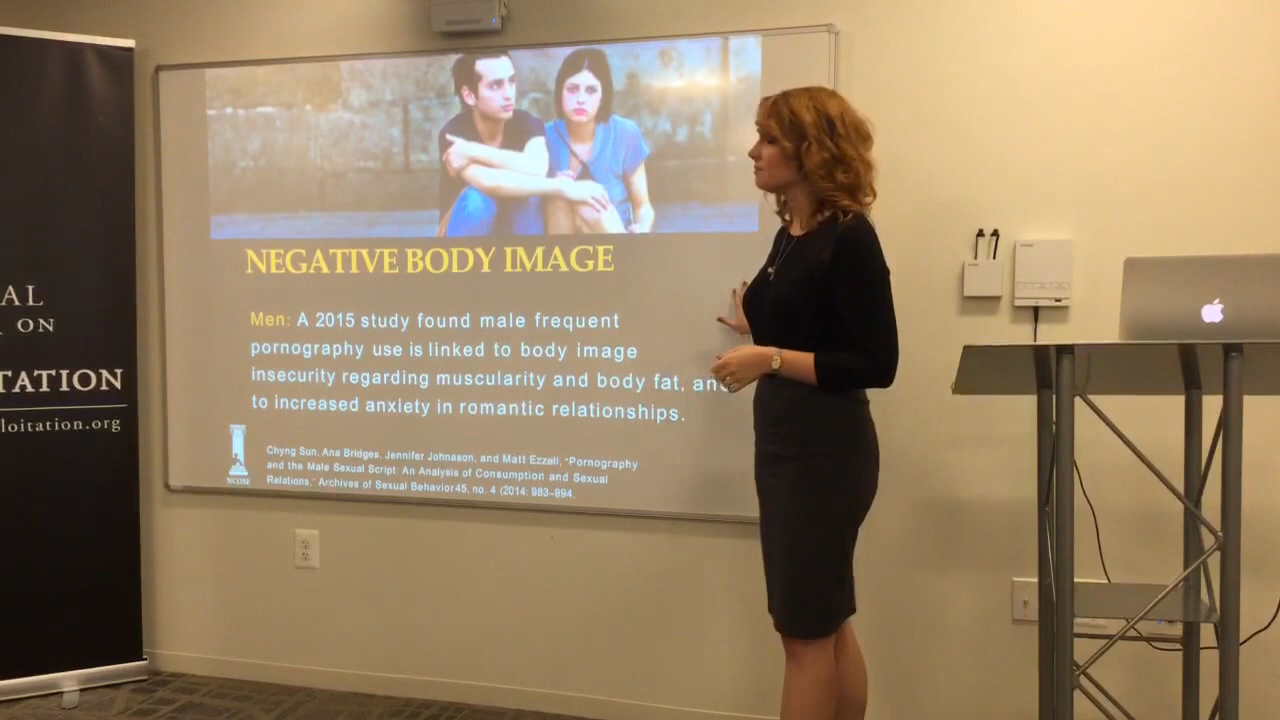 AL
ON
TATION
loitation.org
NEGATIVE BODY IMAGE
Men: A 2015 study found male frequent
pornography use is linked to body image
insecurity regarding muscularity and body fat, and
to increased anxiety in romantic relationships.
NCOSE
Chyng Sun, Ana Bridges, Jennifer Johnason, and Matt Ezzell, "Pornography
and the Male Sexual Script: An Analysis of Consumption and Sexual
Relations," Archives of Sexual Behavior 45, no. 4 (2014: 983–994.